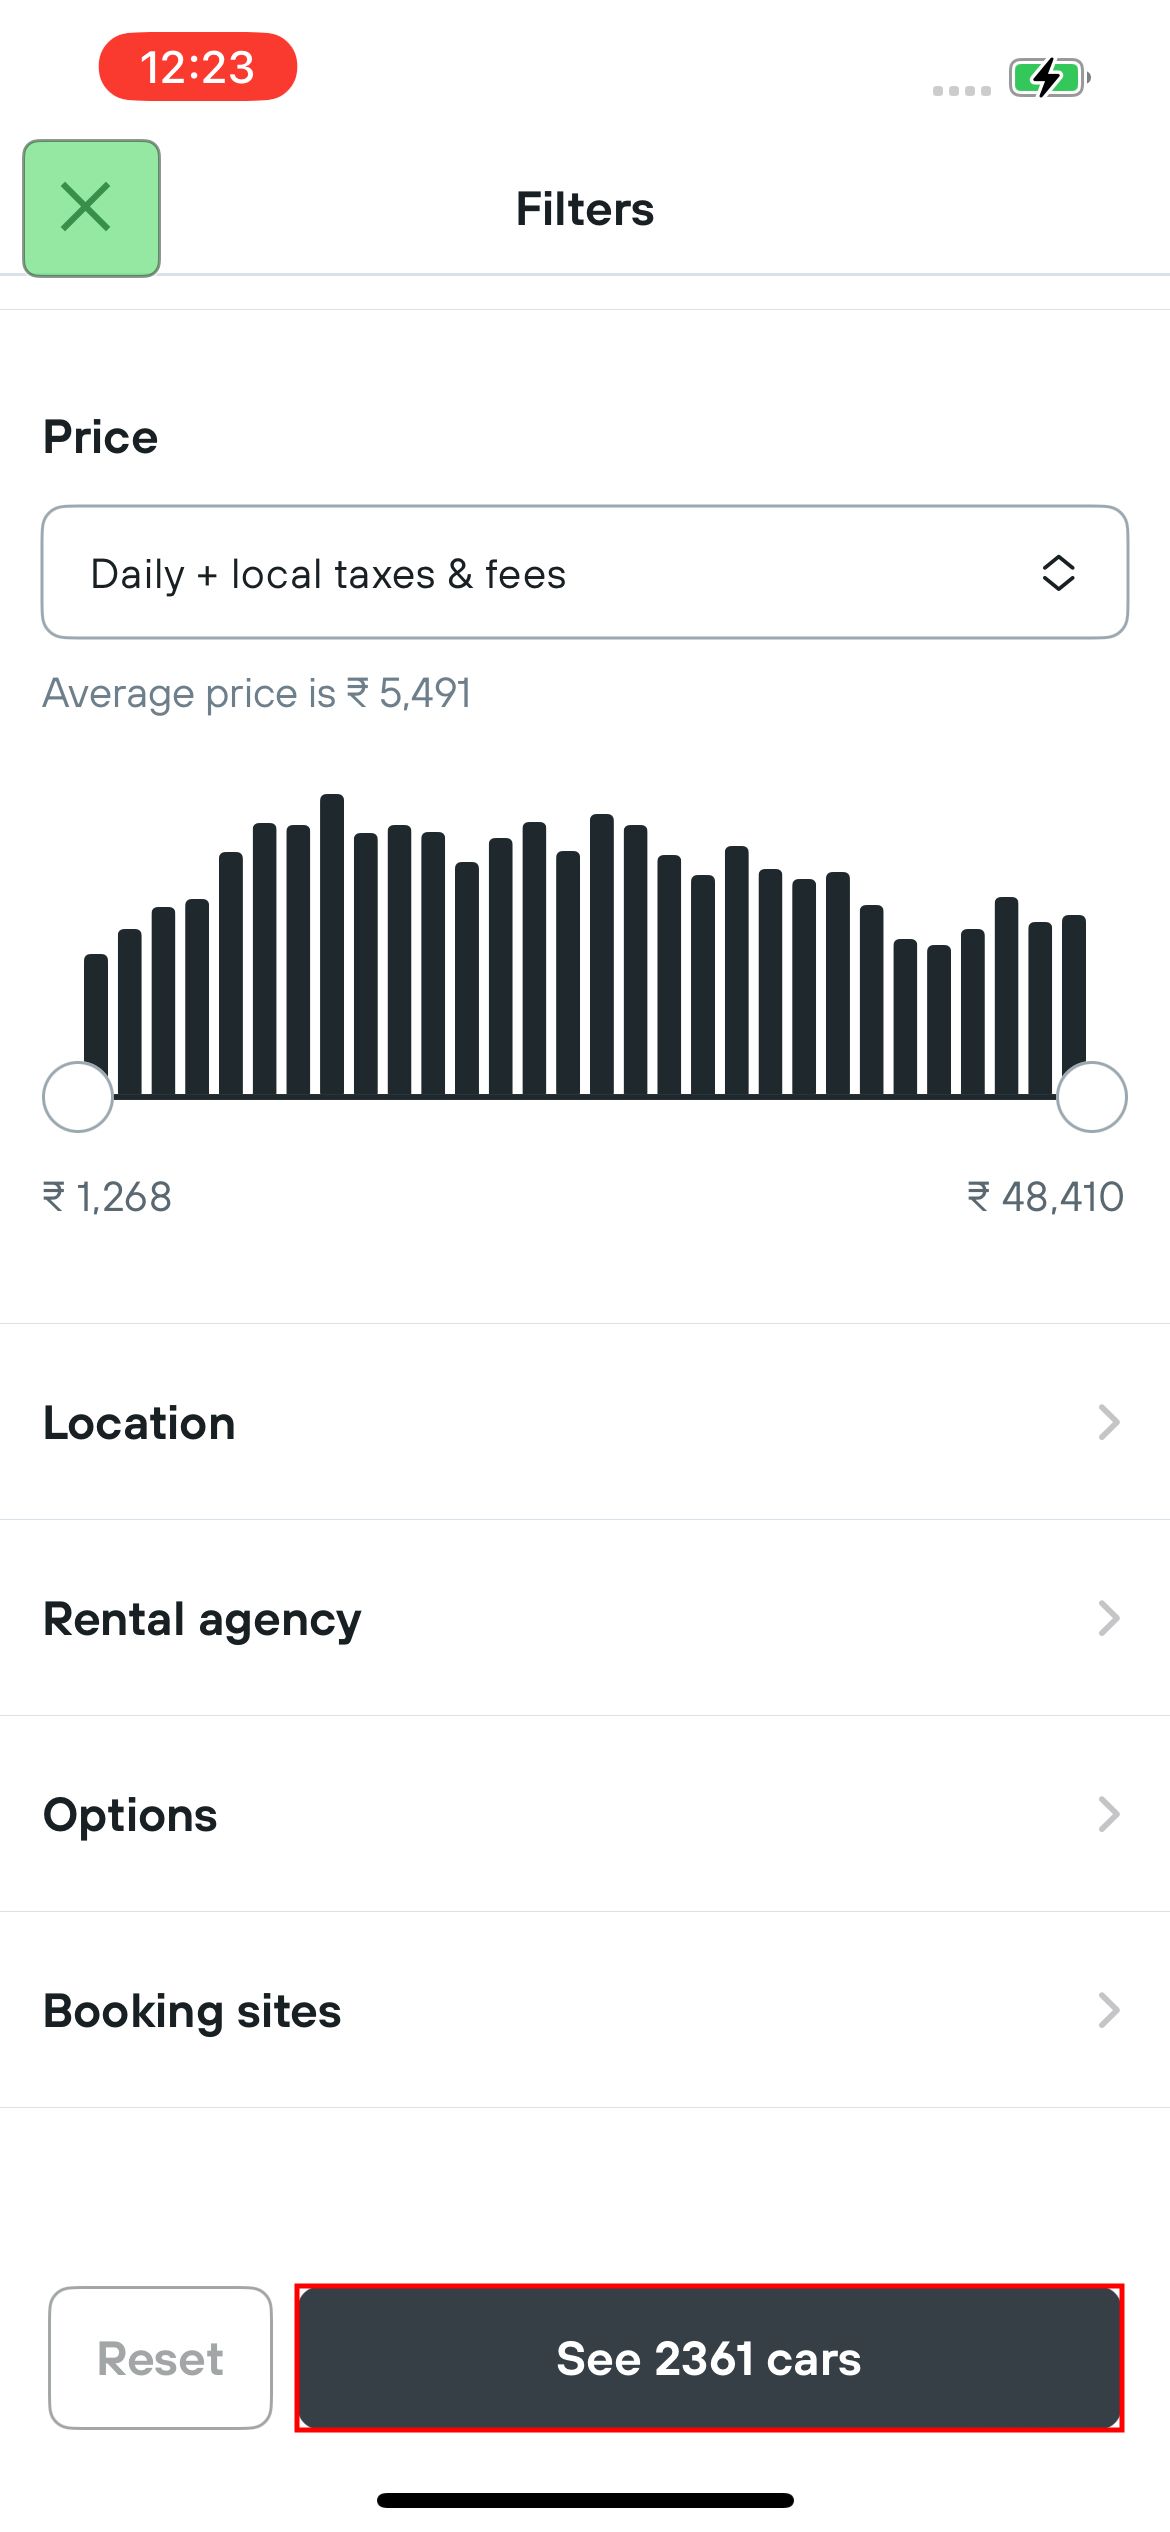 12:23
Filters
Price
Daily + local taxes & fees
Average price is ₹ 5,491
₹ 1,268
₹ 48,410
Location
Rental agency
Options
Booking sites
Reset
See 2361 cars